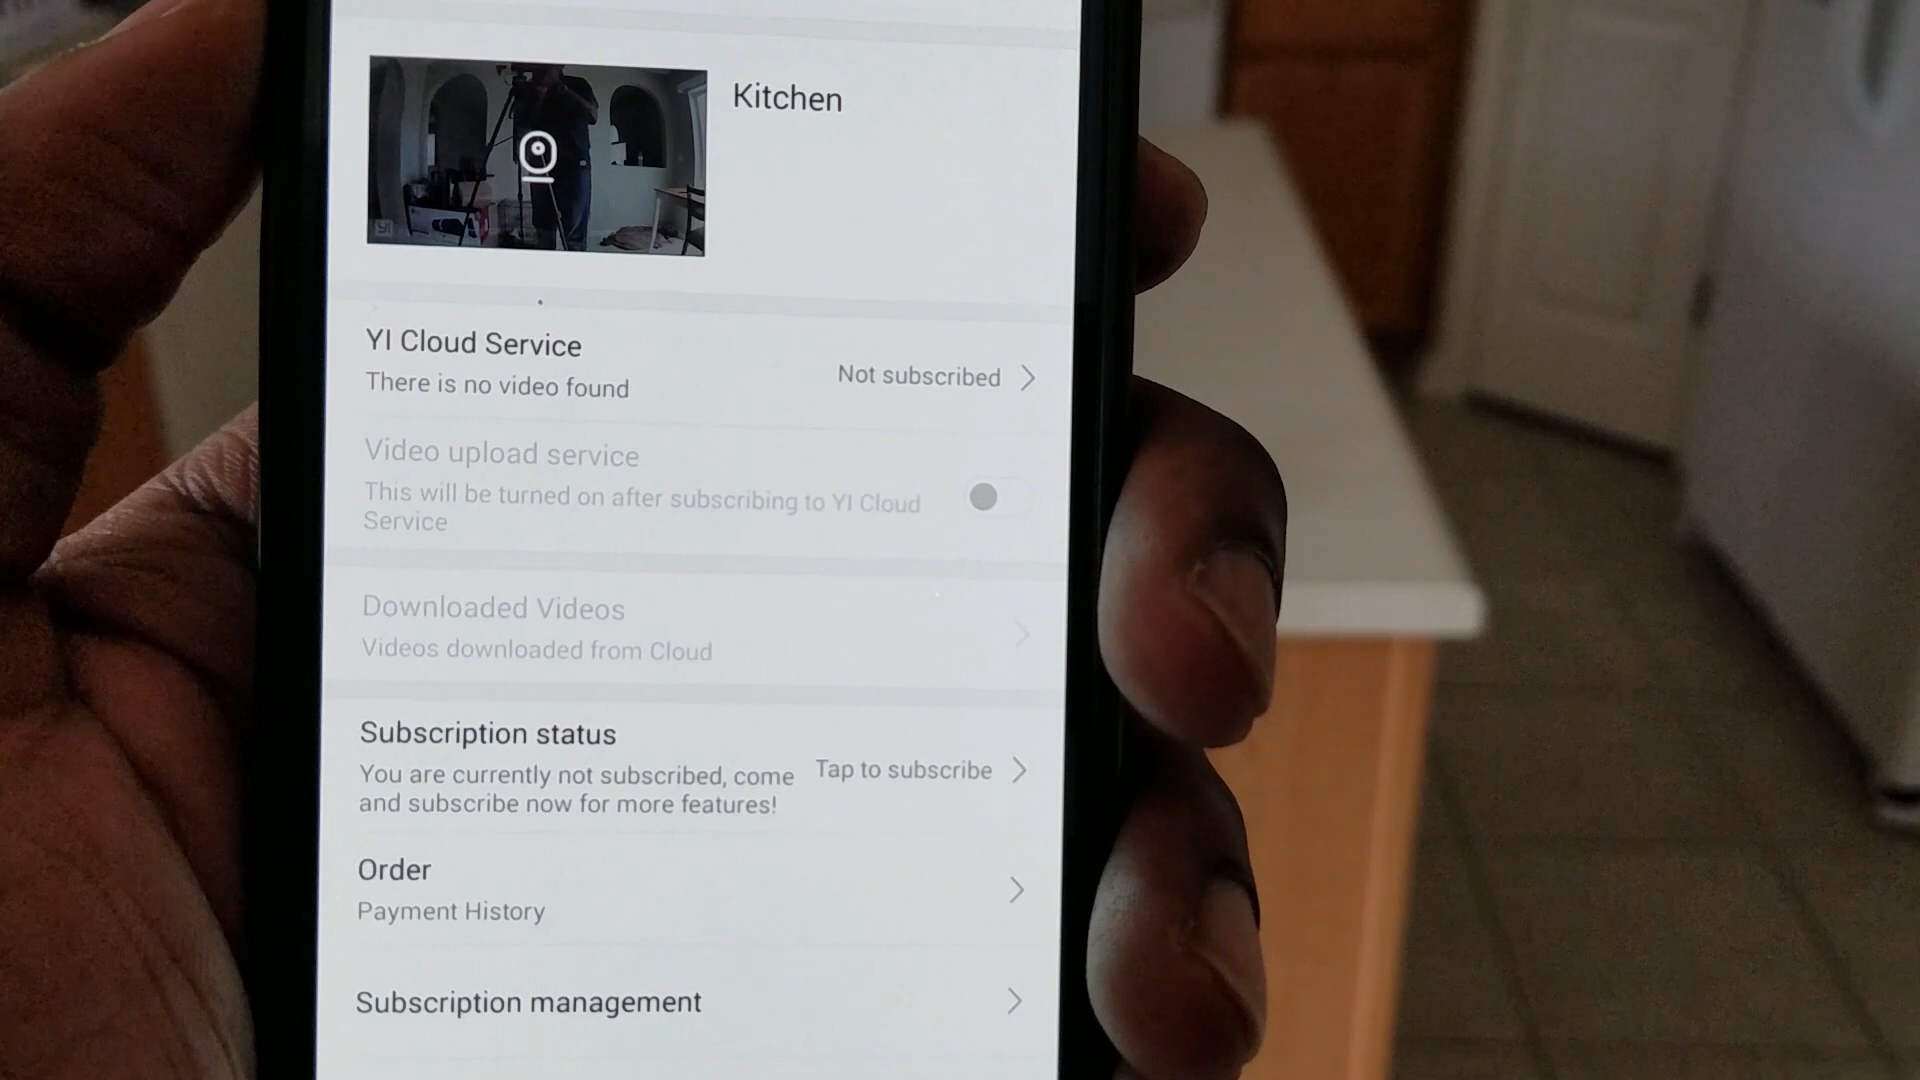 Kitchen
YI
YI Cloud Service
There is no video found
Not subscribed
Video upload service
This will be turned on after subscribing to YI Cloud
Service
Downloaded Videos
Videos downloaded from Cloud
Subscription status
You are currently not subscribed, come
and subscribe now for more features!
Tap to subscribe
Order
Payment History
Subscription management